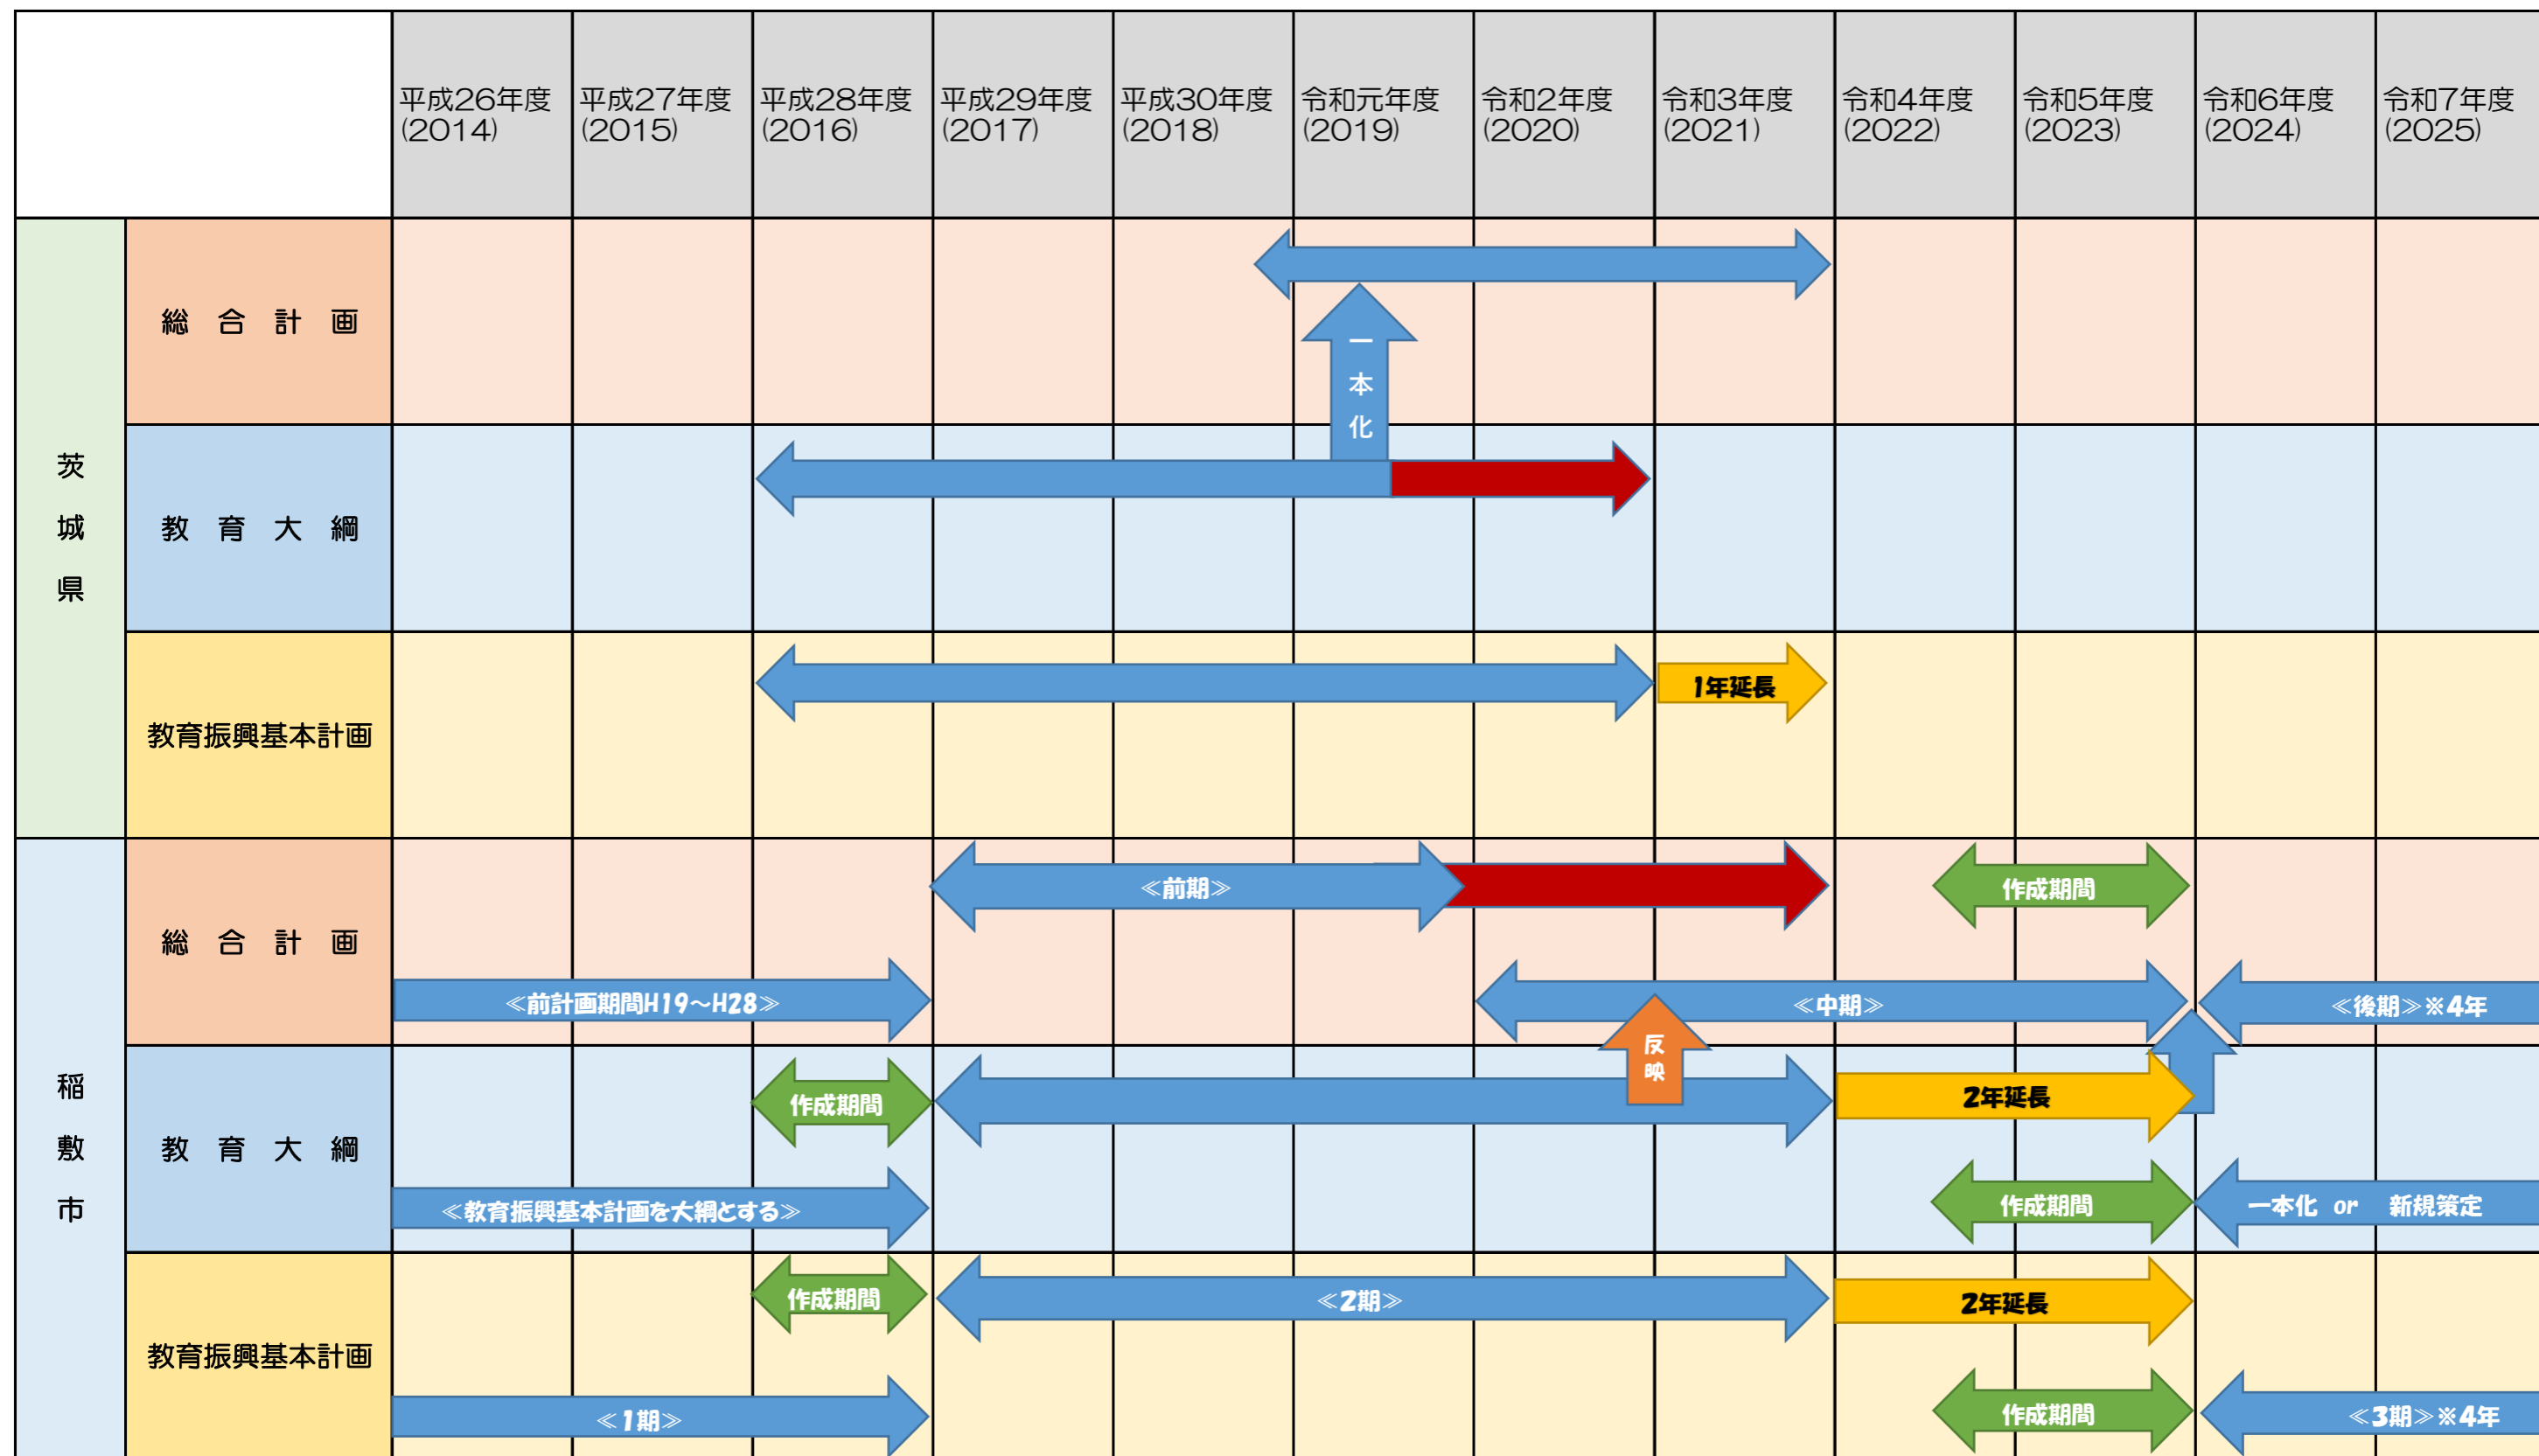 平成26年度
(2014)
平成27年度
(2015)
平成28年度
(2016)
平成29年度
(2017)
平成30年度
(2018)
令和元年度
(2019)
令和2年度
(2020)
令和3年度
(2021)
令和4年度
(2022)
令和5年度
(2023)
令和6年度
(2024)
令和7年度
(2025)
茨城県
総合計画
一本化
教育大綱
教育振興基本計画
1年延長
稲敷市
総合計画
≪前期≫
作成期間
≪前計画期間H19～H28≫
≪中期≫
≪後期≫※4年
反映
教育大綱
作成期間
2年延長
≪教育振興基本計画を大綱とする≫
作成期間
一本化 or 新規策定
教育振興基本計画
作成期間
≪2期≫
2年延長
≪1期≫
作成期間
≪3期≫※4年